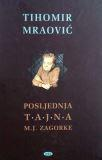 TIHOMIR
MRAOVIĆ
POSLJEDNJA
T•A•J•N•A
M.J. ZAGORKE